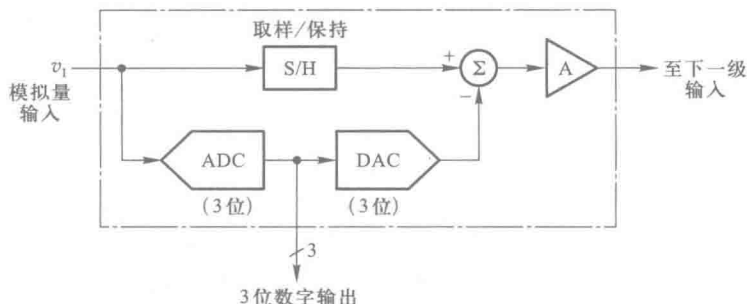 取样/保持
v₁
模拟量
输入
S/H
+
Σ
−
A
至下一级
输入
ADC
(3位)
DAC
(3位)
3
3位数字输出